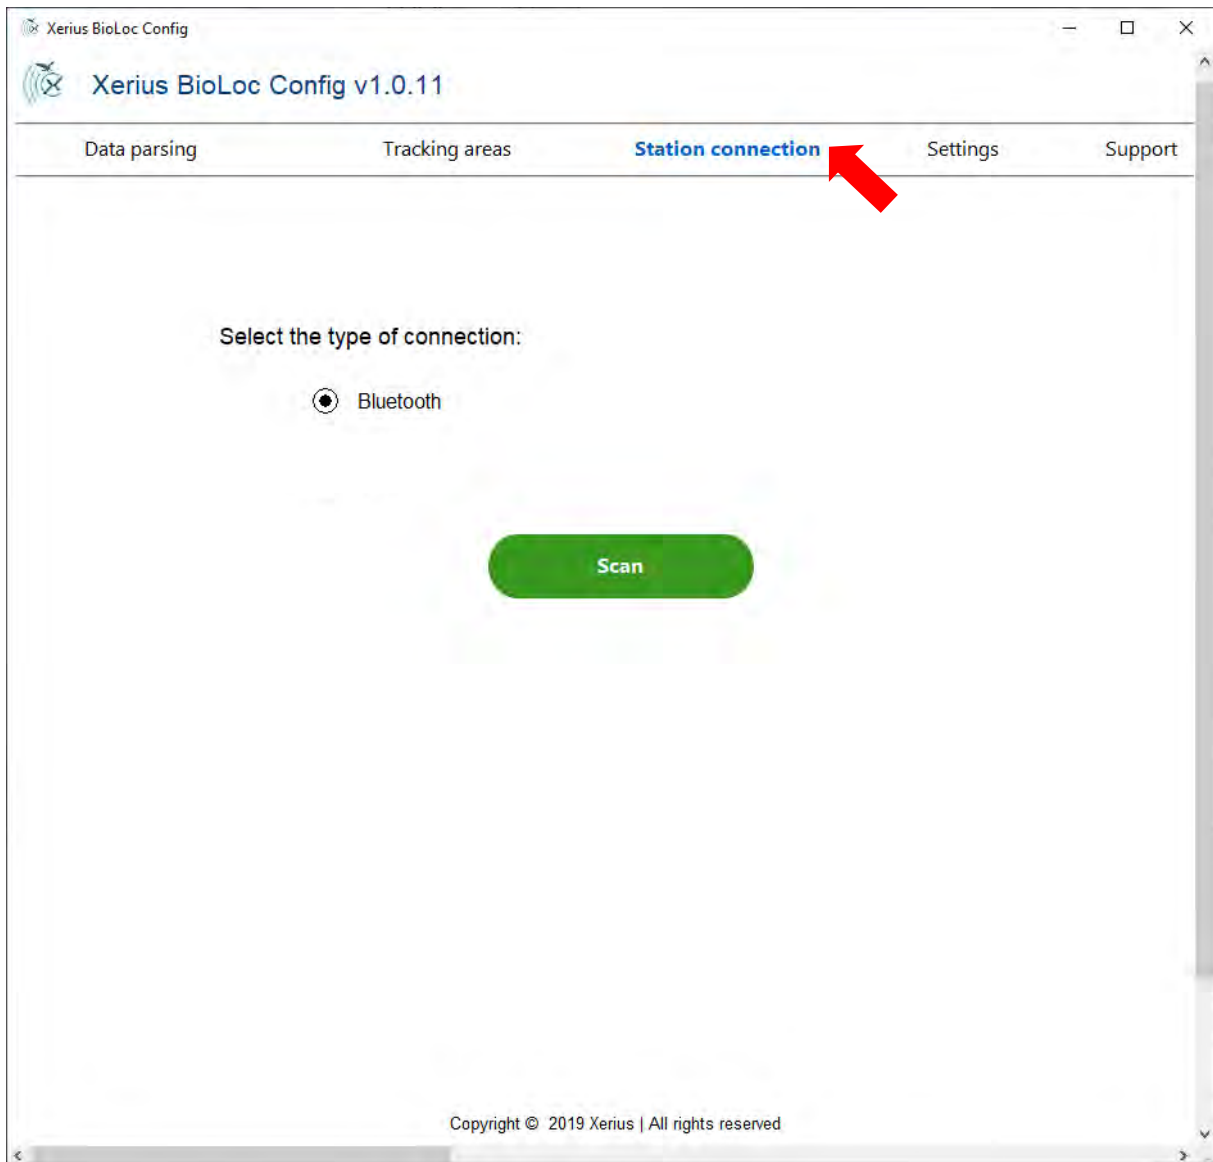 Xerius BioLoc Config
Xerius BioLoc Config v1.0.11
Data parsing Tracking areas Station connection Settings Support
Select the type of connection:
Bluetooth
Scan
Copyright © 2019 Xerius | All rights reserved